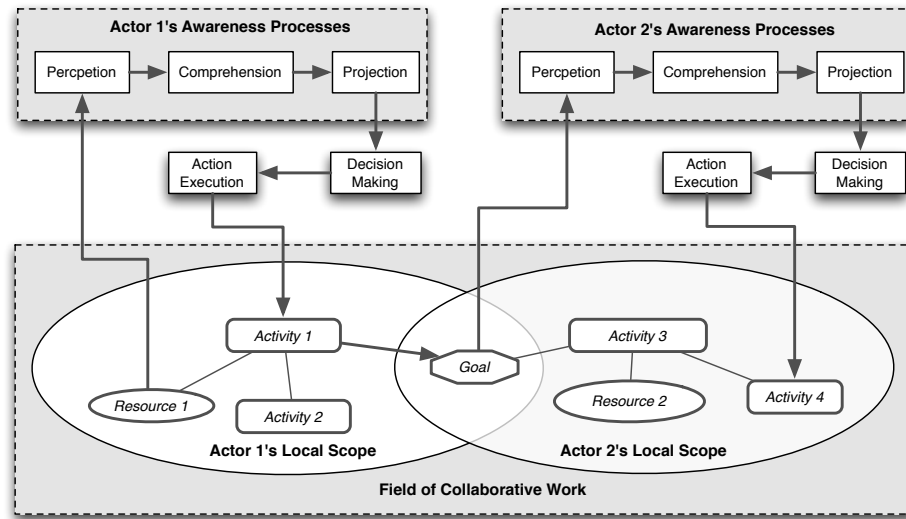 Actor 1's Awareness Processes
Percpetion
Comprehension
Projection
Action
Execution
Decision
Making
Actor 2's Awareness Processes
Percpetion
Comprehension
Projection
Action
Execution
Decision
Making
Activity 1
Resource 1
Activity 2
Actor 1's Local Scope
Goal
Activity 3
Resource 2
Activity 4
Actor 2's Local Scope
Field of Collaborative Work